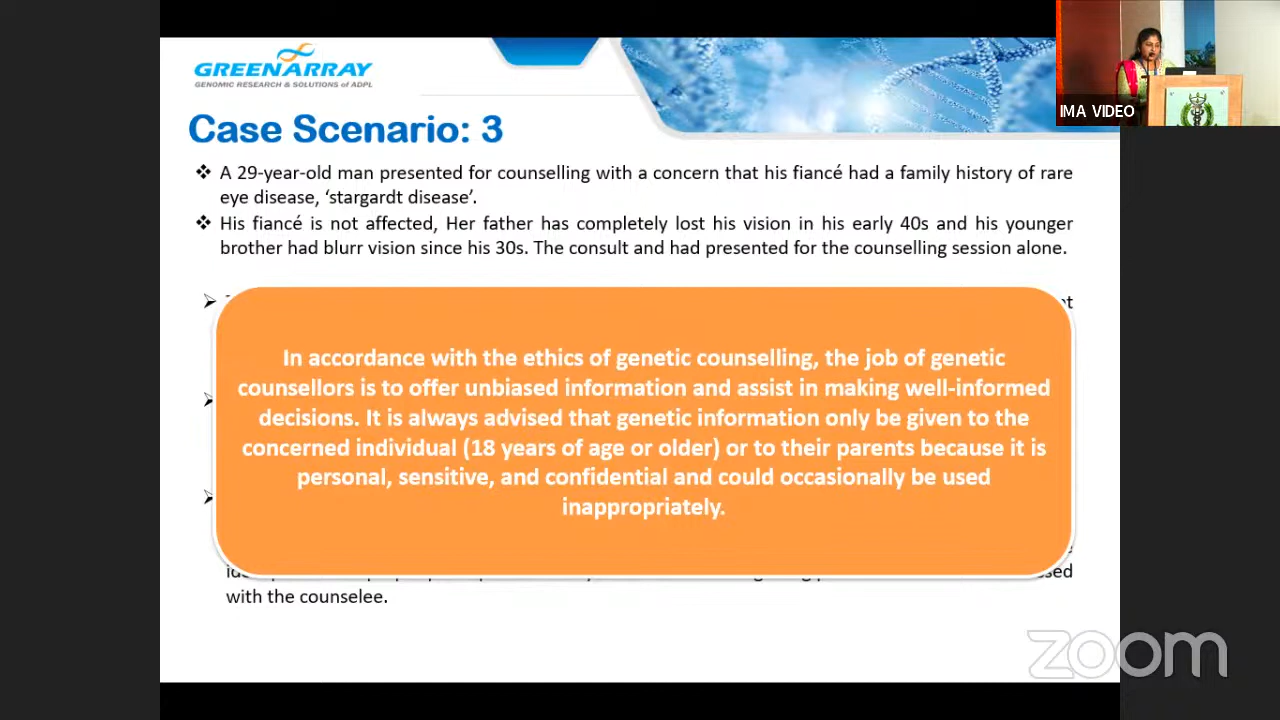 GREENARRAY
GENOMIC RESEARCH & SOLUTIONS of ADPL
IMA VIDEO
Case Scenario: 3
❖ A 29-year-old man presented for counselling with a concern that his fiancé had a family history of rare
eye disease, ‘stargardt disease’.
❖ His fiancé is not affected, Her father has completely lost his vision in his early 40s and his younger
brother had blurr vision since his 30s. The consult and had presented for the counselling session alone.
In accordance with the ethics of genetic counselling, the job of genetic
counsellors is to offer unbiased information and assist in making well-informed
decisions. It is always advised that genetic information only be given to the
concerned individual (18 years of age or older) or to their parents because it is
personal, sensitive, and confidential and could occasionally be used
inappropriately.
with the counselee.
zoom